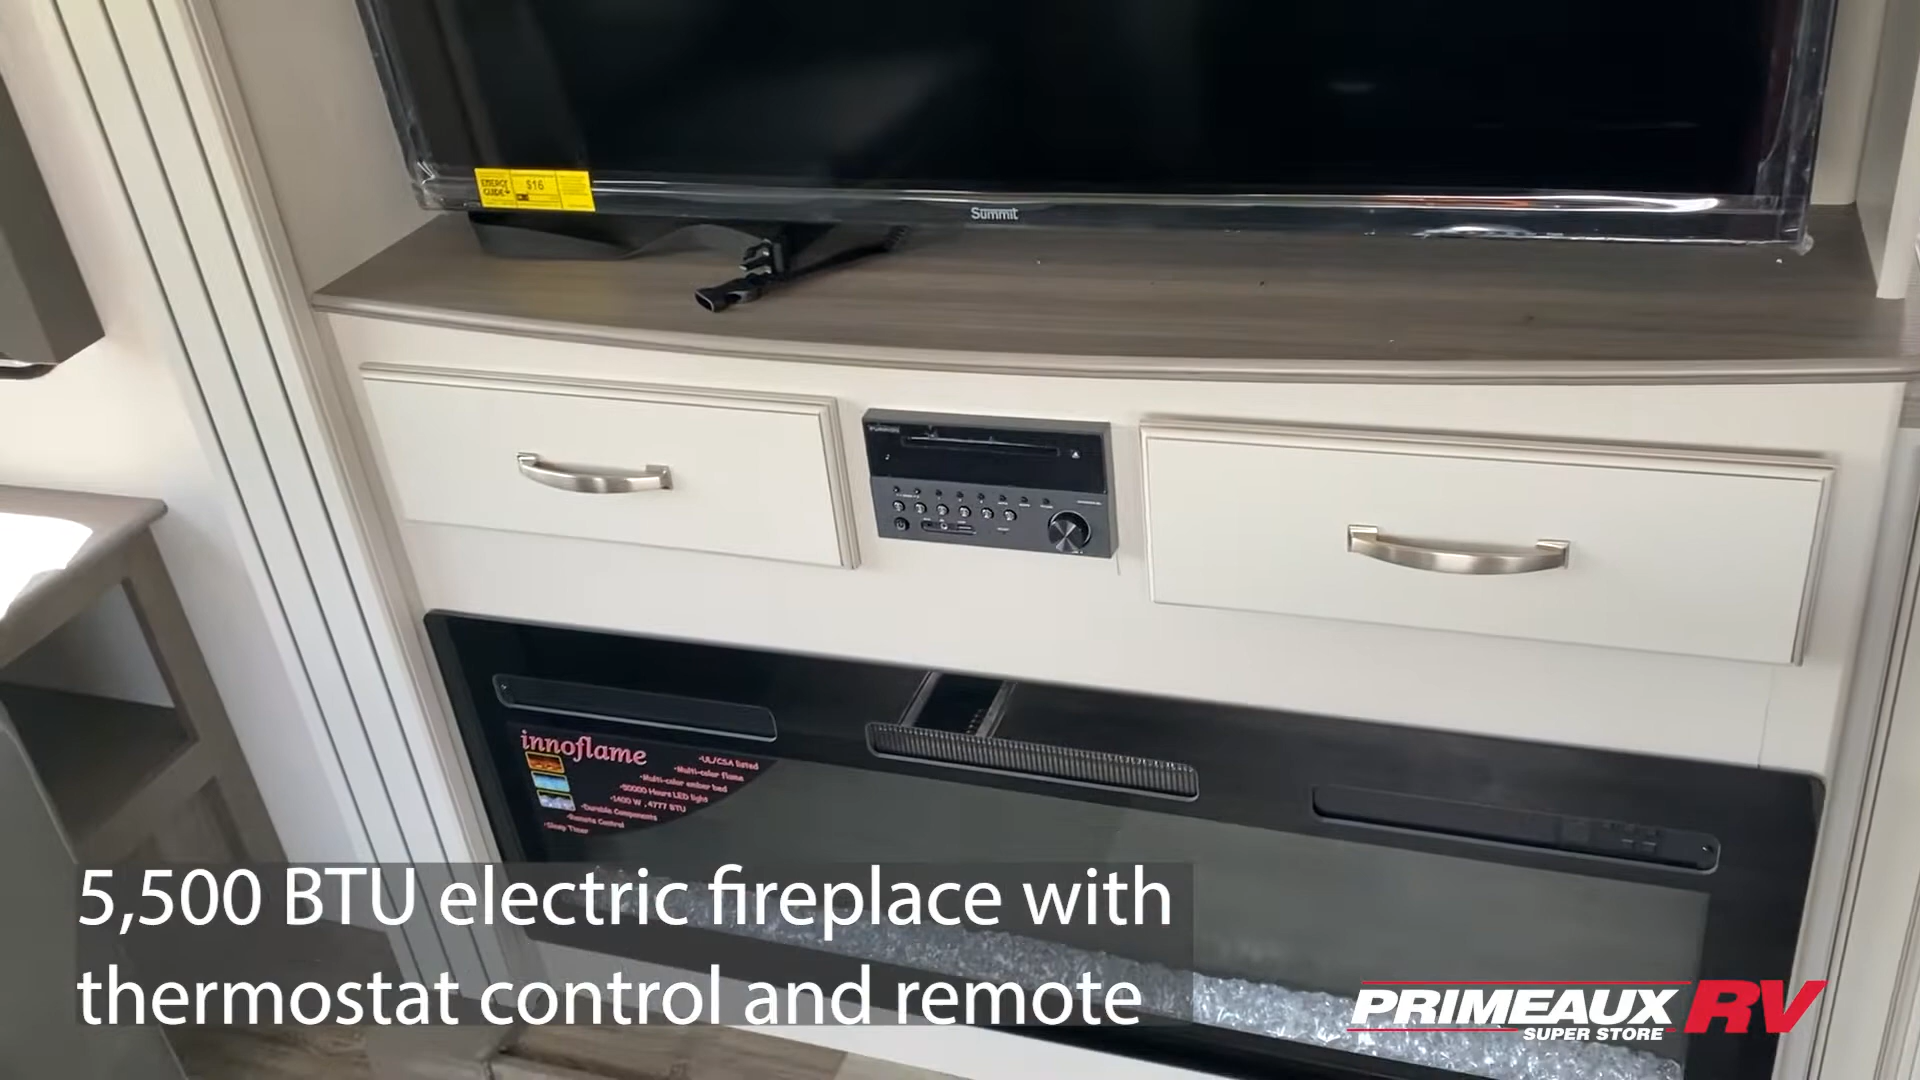 ENERGY
GUIDE
$16
Summit
FURRION
innoflame
·UL/CSA listed
·Multi-color flame
·Multi-color ember bed
·50000 Hours LED light
·1400 W , 4777 BTU
·Durable Components
·Remote Control
·Sleep Timer
5,500 BTU electric fireplace with
thermostat control and remote
PRIMEAUX RV
SUPER STORE